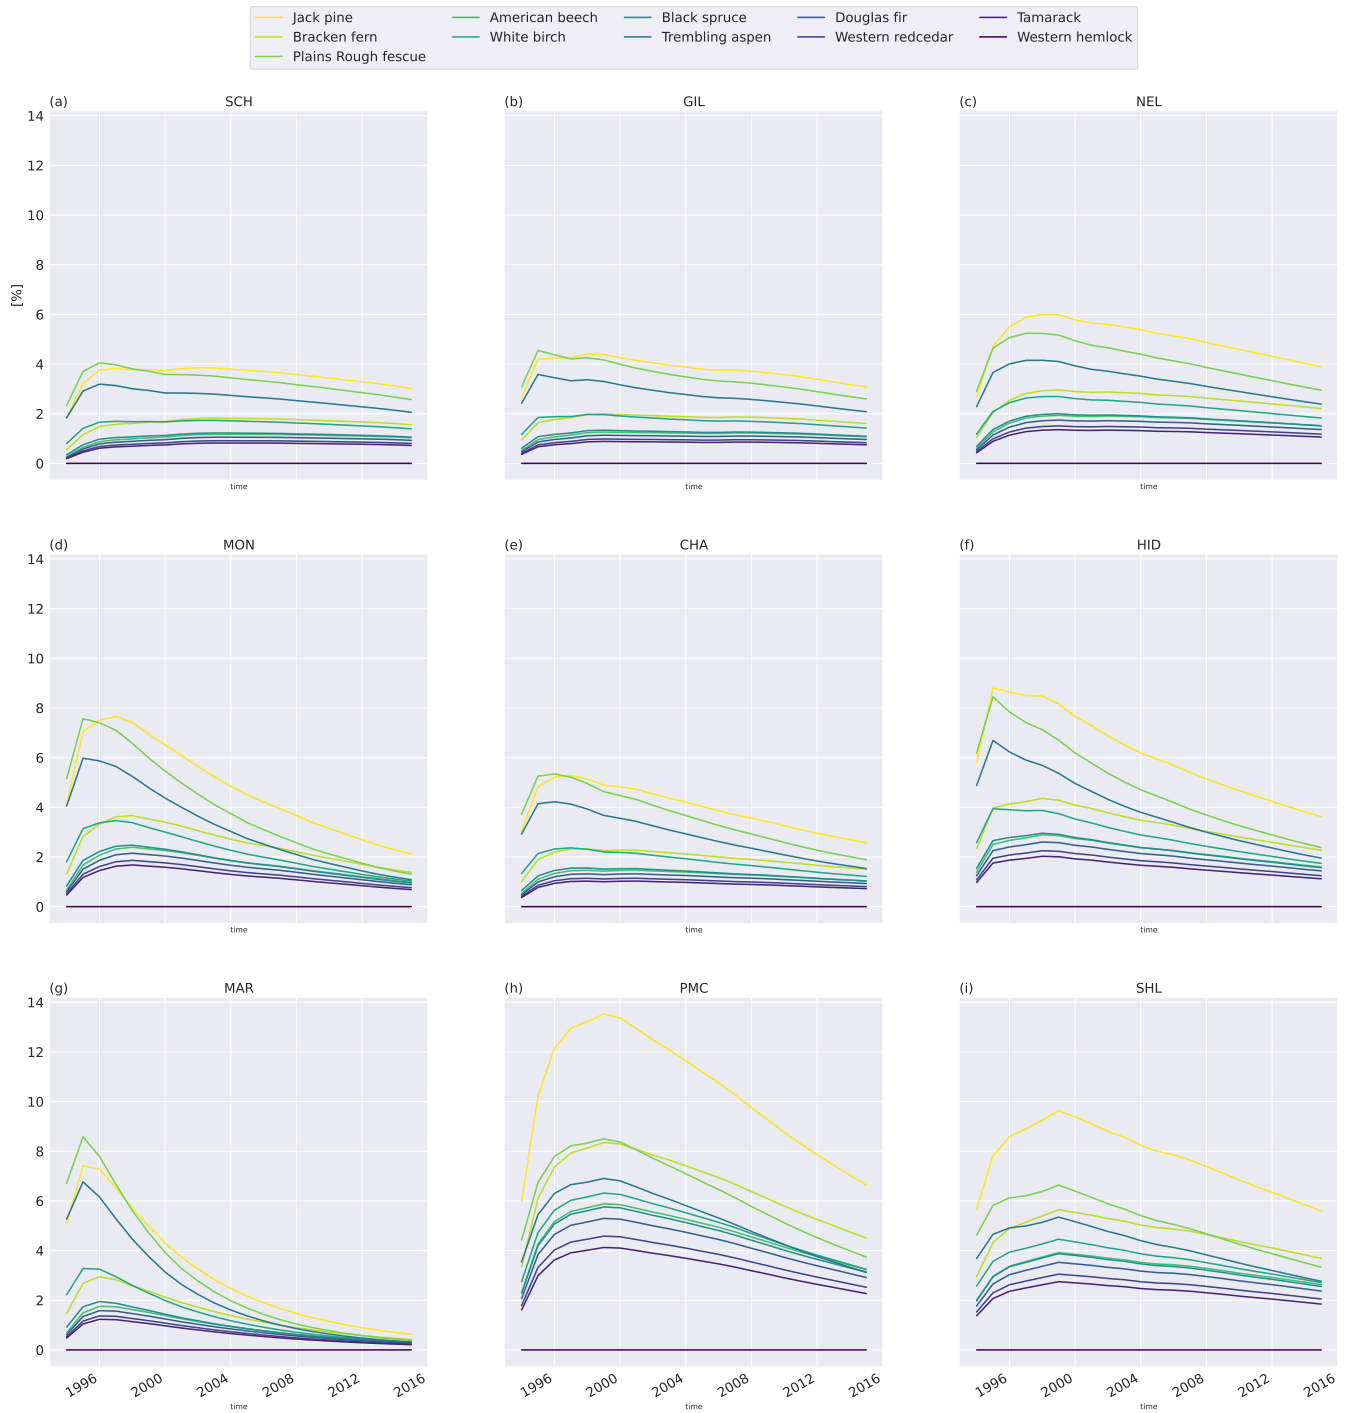 Jack pine American beech Black spruce Douglas fir Tamarack
Bracken fern White birch Trembling aspen Western redcedar Western hemlock
Plains Rough fescue
(a) SCH (b) GIL (c) NEL
14
12
10
8
6
4
2
0
[%]
time time time
(d) MON (e) CHA (f) HID
14
12
10
8
6
4
2
0
time time time
(g) MAR (h) PMC (i) SHL
14
12
10
8
6
4
2
0
1996 2000 2004 2008 2012 2016 1996 2000 2004 2008 2012 2016 1996 2000 2004 2008 2012 2016
time time time